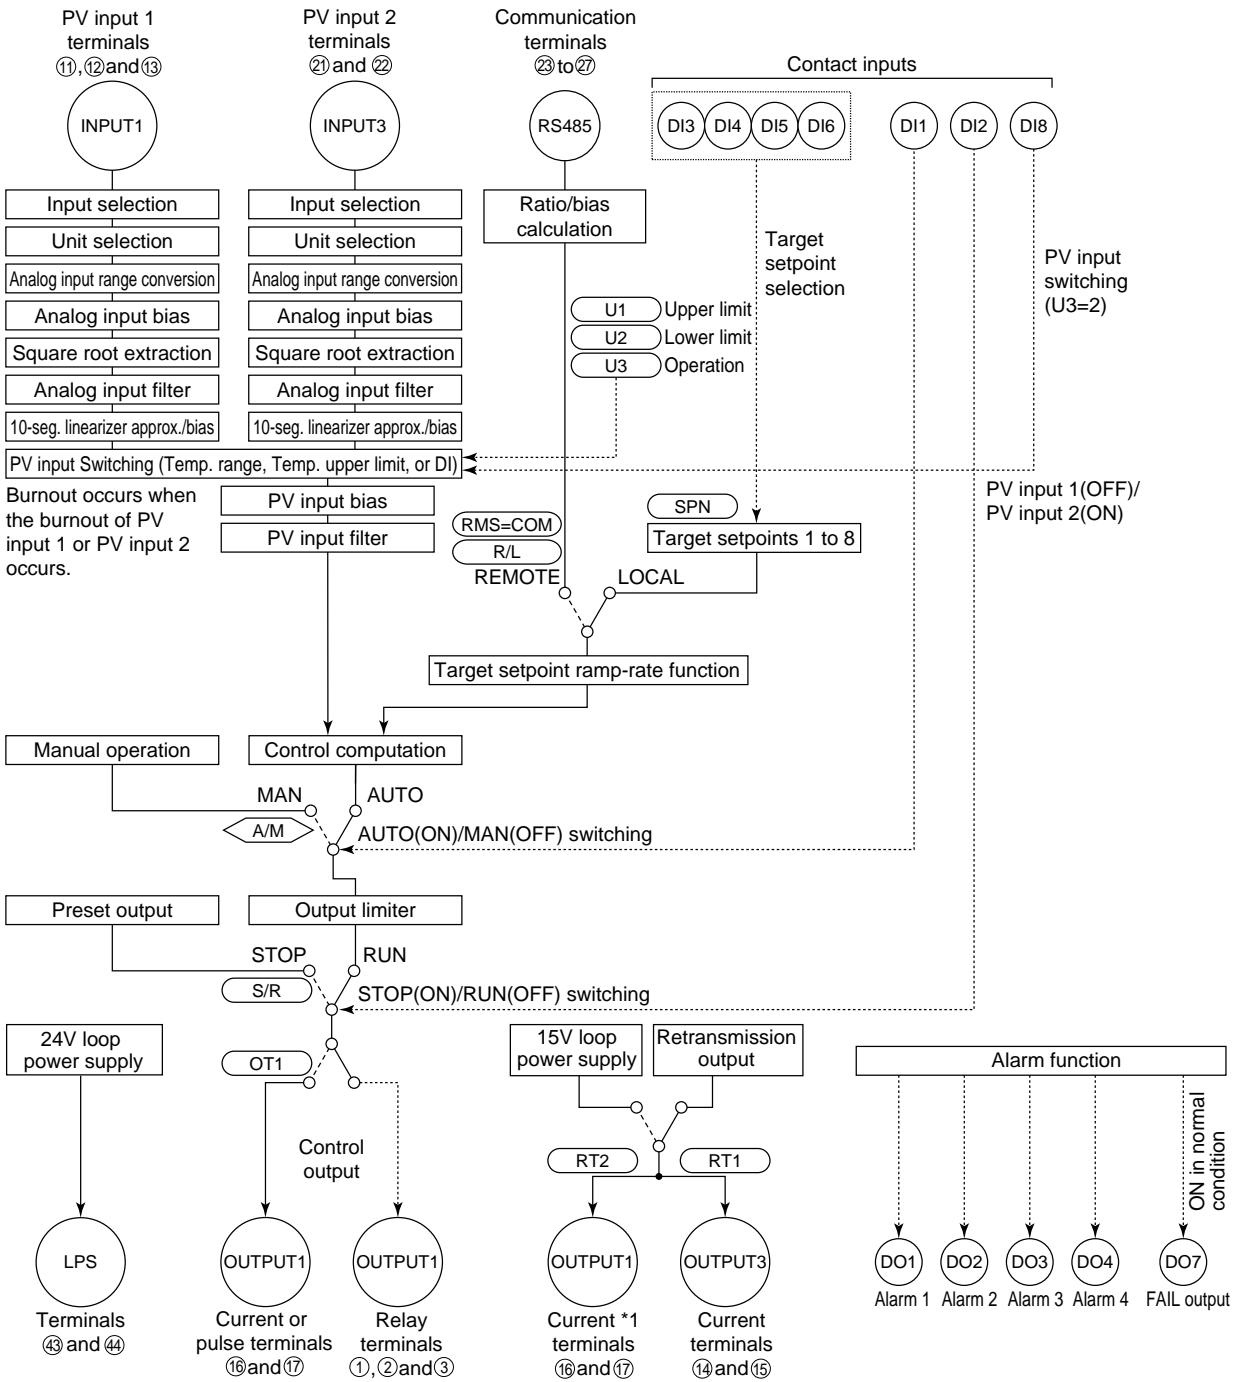 PV input 1
terminals
⑪,⑫and⑬
PV input 2
terminals
㉑and ㉒
Communication
terminals
㉓to㉗
Contact inputs
INPUT1
INPUT3
RS485
DI3
DI4
DI5
DI6
DI1
DI2
DI8
Input selection
Unit selection
Analog input range conversion
Analog input bias
Square root extraction
Analog input filter
10-seg. linearizer approx./bias
Input selection
Unit selection
Analog input range conversion
Analog input bias
Square root extraction
Analog input filter
10-seg. linearizer approx./bias
Ratio/bias
calculation
Target
setpoint
selection
PV input
switching
(U3=2)
U1
Upper limit
U2
Lower limit
U3
Operation
PV input Switching (Temp. range, Temp. upper limit, or DI)
Burnout occurs when
the burnout of PV
input 1 or PV input 2
occurs.
PV input bias
PV input filter
PV input 1(OFF)/
PV input 2(ON)
SPN
Target setpoints 1 to 8
RMS=COM
R/L
REMOTE
LOCAL
Target setpoint ramp-rate function
Manual operation
Control computation
MAN
AUTO
A/M
AUTO(ON)/MAN(OFF) switching
Preset output
Output limiter
STOP
RUN
S/R
STOP(ON)/RUN(OFF) switching
24V loop
power supply
OT1
15V loop
power supply
Retransmission
output
Alarm function
Control
output
RT2
RT1
ON in normal
condition
LPS
OUTPUT1
OUTPUT1
OUTPUT1
OUTPUT3
DO1
DO2
DO3
DO4
DO7
Alarm 1
Alarm 2
Alarm 3
Alarm 4
FAIL output
Terminals
㊸and ㊹
Current or
pulse terminals
⑯and⑰
Relay
terminals
①,②and③
Current *1
terminals
⑯and⑰
Current
terminals
⑭and⑮